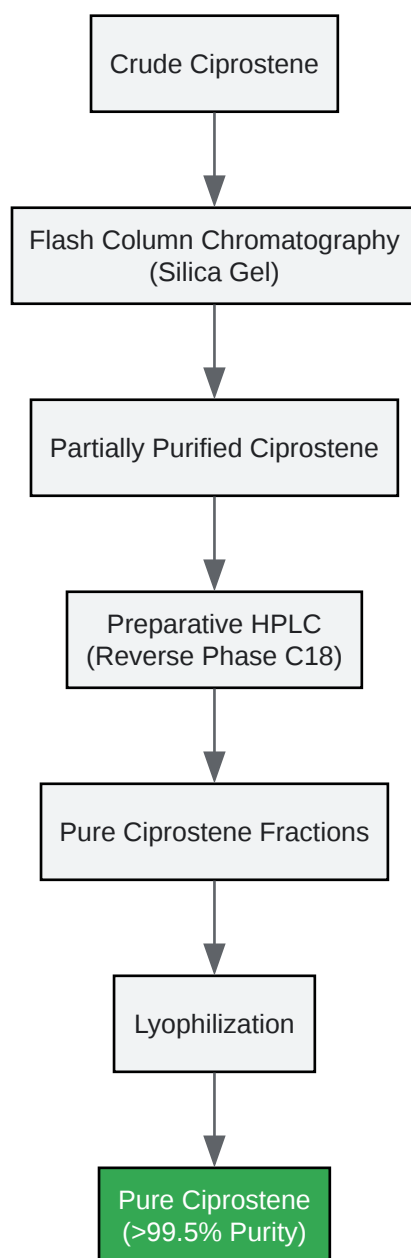 Crude Ciprostene
Flash Column Chromatography
(Silica Gel)
Partially Purified Ciprostene
Preparative HPLC
(Reverse Phase C18)
Pure Ciprostene Fractions
Lyophilization
Pure Ciprostene
(>99.5% Purity)